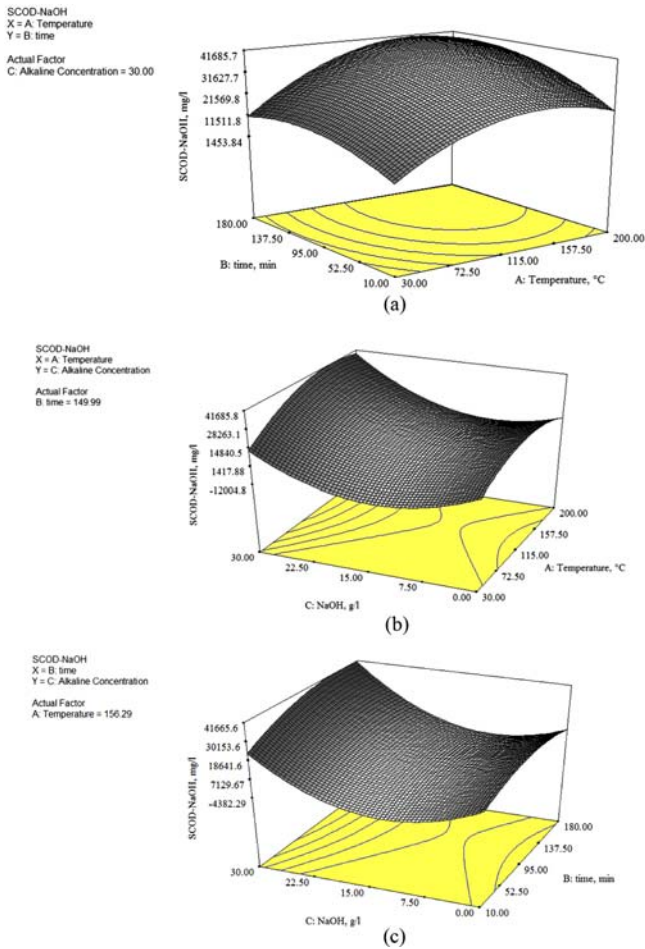 SCOD-NaOH
X = A: Temperature
Y = B: time
Actual Factor
C: Alkaline Concentration = 30.00
SCOD-NaOH, mg/l
41685.7
31627.7
21569.8
11511.8
1453.84
180.00
137.50
95.00
52.50
10.00
B: time, min
30.00
72.50
115.00
157.50
200.00
A: Temperature, °C
(a)
SCOD-NaOH
X = A: Temperature
Y = C: Alkaline Concentration
Actual Factor
B: time = 149.99
SCOD-NaOH, mg/l
41685.8
28263.1
14840.5
1417.88
-12004.8
30.00
22.50
15.00
7.50
0.00
C: NaOH, g/l
30.00
72.50
115.00
157.50
200.00
A: Temperature, °C
(b)
SCOD-NaOH
X = B: time
Y = C: Alkaline Concentration
Actual Factor
A: Temperature = 156.29
SCOD-NaOH, mg/l
41665.6
30153.6
18641.6
7129.67
-4382.29
30.00
22.50
15.00
7.50
0.00
C: NaOH, g/l
10.00
52.50
95.00
137.50
180.00
B: time, min
(c)